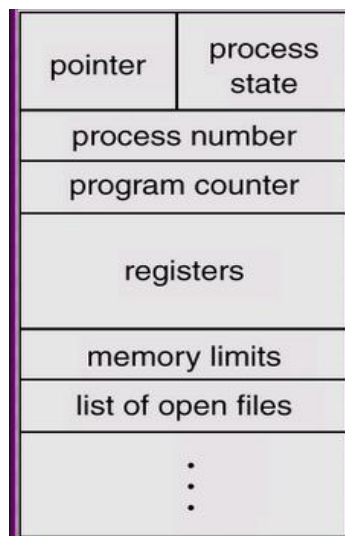 pointer
process
state
process number
program counter
registers
memory limits
list of open files